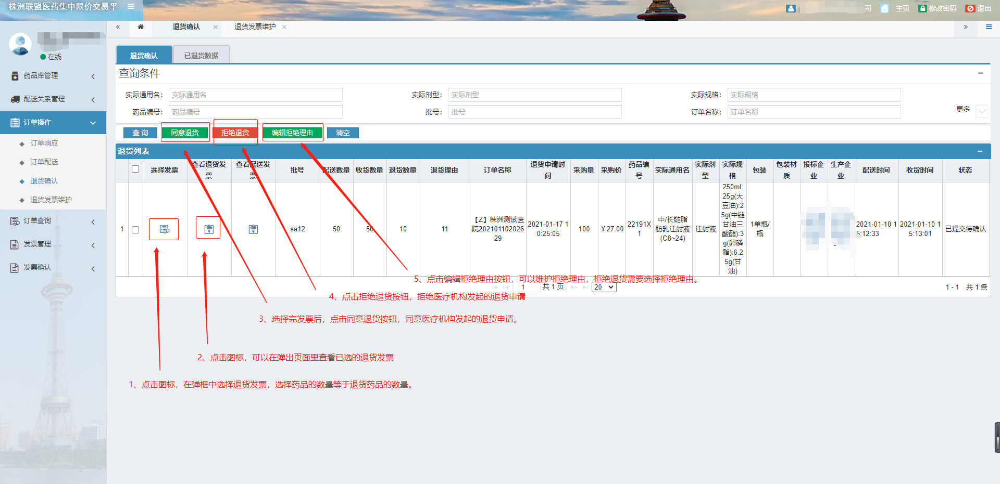 株洲联盟医药集中限价交易平
司 主页 修改密码 退出
退货确认 退货发票维护
在线
药品库管理
配送关系管理
订单操作
订单响应
订单配送
退货确认
退货发票维护
订单查询
发票管理
发票确认
退货确认 已退货数据
查询条件
实际通用名： 实际通用名 实际剂型： 实际剂型 实际规格： 实际规格
药品编号： 药品编号 批号： 批号 订单名称： 订单名称 更多
查 询 同意退货 拒绝退货 编辑拒绝理由 清空
退货列表
选择发票 查看退货发票 查看配送发票 批号 配送数量 收货数量 退货数量 退货理由 订单名称 退货申请时间 采购量 采购价 药品编号 实际通用名 实际剂型 实际规格 包装 包装材质 投标企业 生产企业 配送时间 收货时间 状态
1 sa12 50 50 10 11 【Z】株洲测试医院20210110202629 2021-01-17 10:25:05 100 ¥27.00 22191X1 中/长链脂肪乳注射液(C8~24) 注射液 250ml:25g(大豆油):25g(中链甘油三酸酯):3g(卵磷脂):6.25g(甘油) 1单瓶/瓶 2021-01-10 15:12:33 2021-01-10 15:13:01 已提交待确认
5、点击编辑拒绝理由按钮，可以维护拒绝理由，拒绝退货需要选择拒绝理由。
1 共 1 页 20 1 - 1 共 1 条
4、点击拒绝退货按钮，拒绝医疗机构发起的退货申请
3、选择完发票后，点击同意退货按钮，同意医疗机构发起的退货申请。
2、点击图标，可以在弹出页面里查看已选的退货发票
1、点击图标，在弹框中选择退货发票，选择药品的数量等于退货药品的数量。